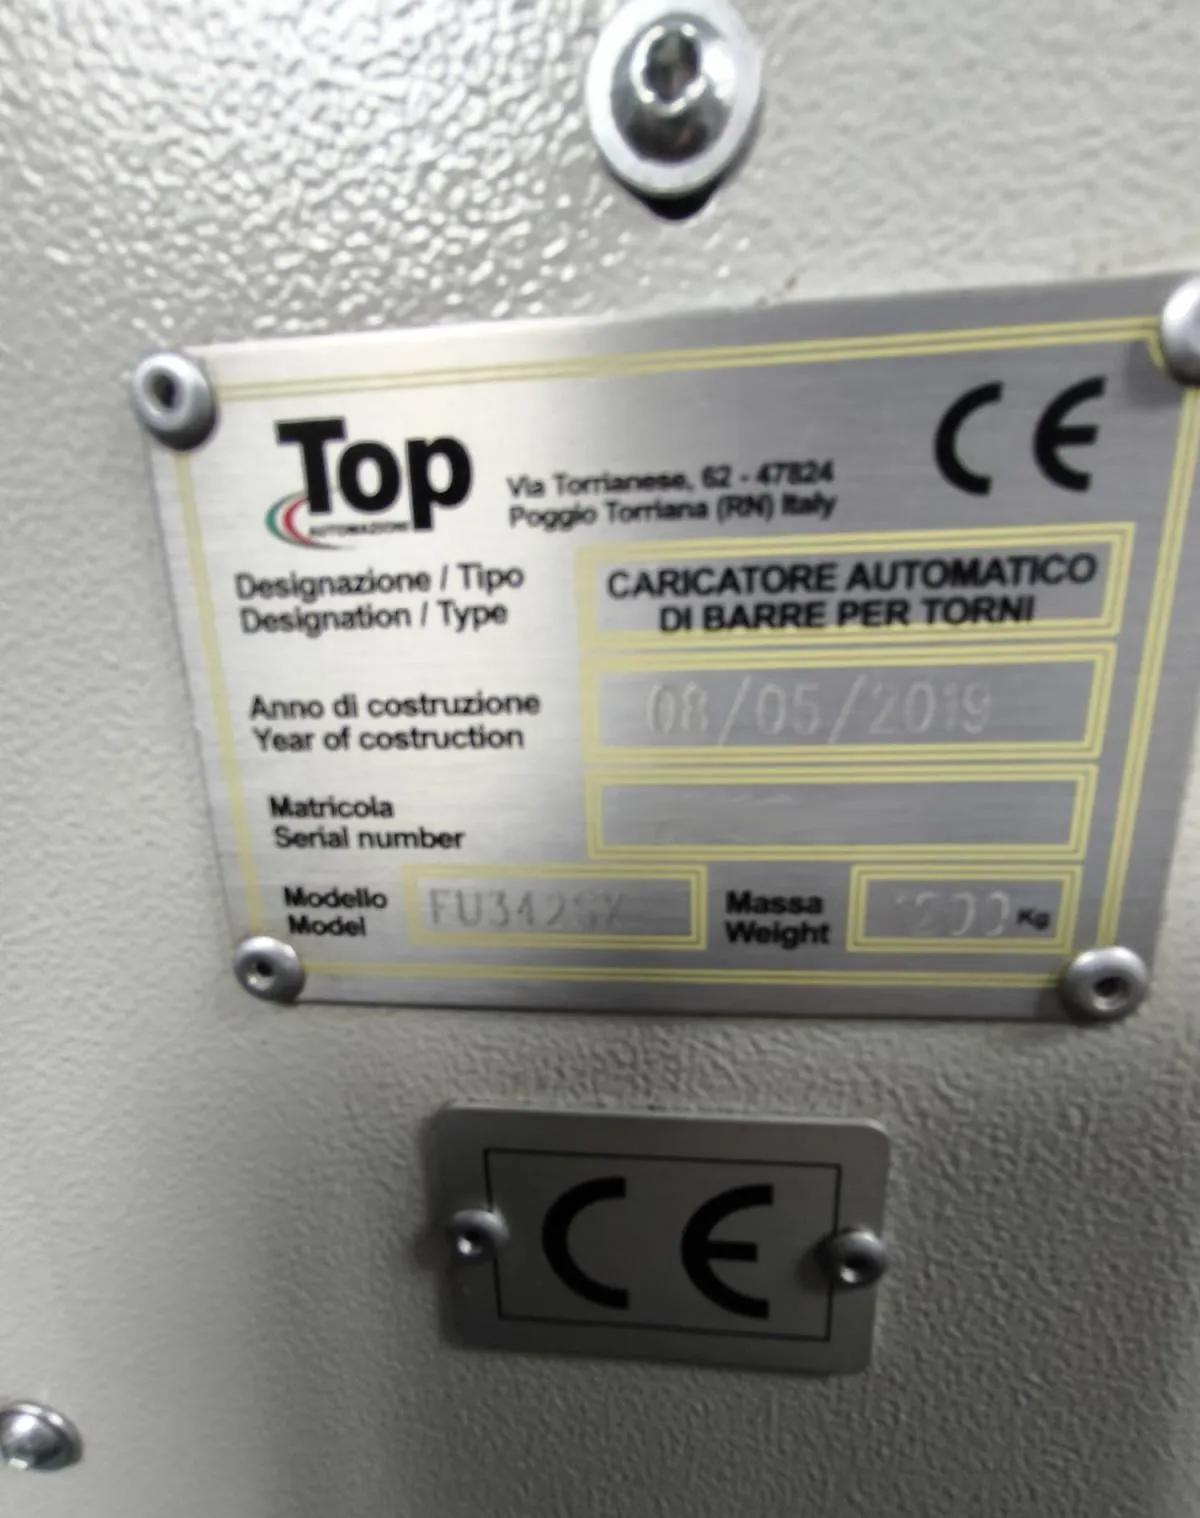 Top
AUTOMAZIONI
Via Torrianese, 62 - 47824
Poggio Torriana (RN) Italy
CE
Designazione / Tipo
Designation / Type
CARICATORE AUTOMATICO
DI BARRE PER TORNI
Anno di costruzione
Year of costruction
08/05/2019
Matricola
Serial number
Modello
Model
FU342SX
Massa
Weight
Kg
CE